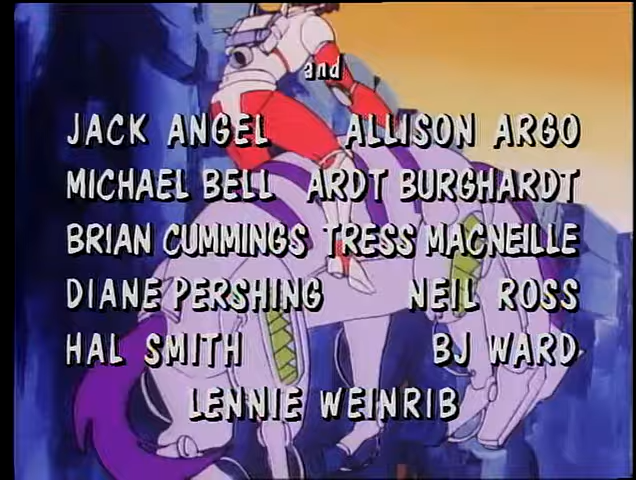 and
JACK ANGEL ALLISON ARGO
MICHAEL BELL ARDT BURGHARDT
BRIAN CUMMINGS TRESS MACNEILLE
DIANE PERSHING NEIL ROSS
HAL SMITH BJ WARD
LENNIE WEINRIB